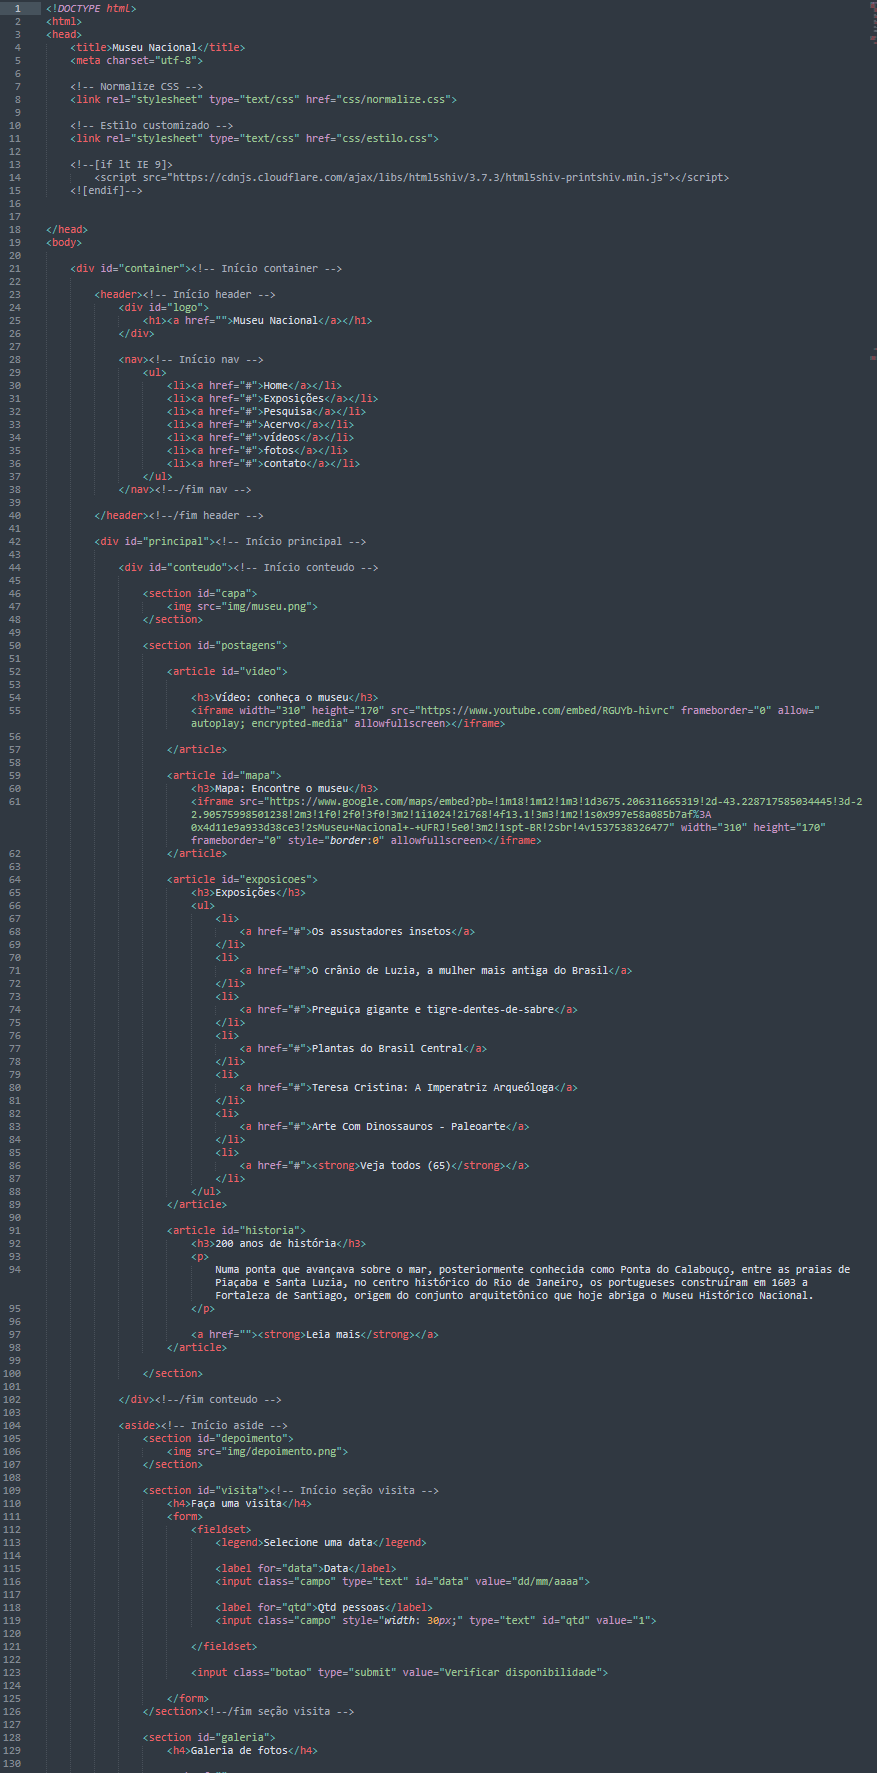 1 <!DOCTYPE html>
2 <html>
3 <head>
4 <title>Museu Nacional</title>
5 <meta charset="utf-8">
6
7 <!-- Normalize CSS -->
8 <link rel="stylesheet" type="text/css" href="css/normalize.css">
9
10 <!-- Estilo customizado -->
11 <link rel="stylesheet" type="text/css" href="css/estilo.css">
12
13 <!--[if lt IE 9]>
14 <script src="https://cdnjs.cloudflare.com/ajax/libs/html5shiv/3.7.3/html5shiv-printshiv.min.js"></script>
15 <![endif]-->
16
17
18 </head>
19 <body>
20
21 <div id="container"><!-- Início container -->
22
23 <header><!-- Início header -->
24 <div id="logo">
25 <h1><a href="">Museu Nacional</a></h1>
26 </div>
27
28 <nav><!-- Início nav -->
29 <ul>
30 <li><a href="#">Home</a></li>
31 <li><a href="#">Exposições</a></li>
32 <li><a href="#">Pesquisa</a></li>
33 <li><a href="#">Acervo</a></li>
34 <li><a href="#">vídeos</a></li>
35 <li><a href="#">fotos</a></li>
36 <li><a href="#">contato</a></li>
37 </ul>
38 </nav><!--/fim nav -->
39
40 </header><!--/fim header -->
41
42 <div id="principal"><!-- Início principal -->
43
44 <div id="conteudo"><!-- Início conteudo -->
45
46 <section id="capa">
47 <img src="img/museu.png">
48 </section>
49
50 <section id="postagens">
51
52 <article id="video">
53
54 <h3>Vídeo: conheça o museu</h3>
55 <iframe width="310" height="170" src="https://www.youtube.com/embed/RGUYb-hivrc" frameborder="0" allow="
autoplay; encrypted-media" allowfullscreen></iframe>
56
57 </article>
58
59 <article id="mapa">
60 <h3>Mapa: Encontre o museu</h3>
61 <iframe src="https://www.google.com/maps/embed?pb=!1m18!1m12!1m3!1d3675.206311665319!2d-43.228717585034445!3d-2
2.90575998501238!2m3!1f0!2f0!3f0!3m2!1i1024!2i768!4f13.1!3m3!1m2!1s0x997e58a085b7af%3A
0x4d11e9a933d38ce3!2sMuseu+Nacional+-+UFRJ!5e0!3m2!1spt-BR!2sbr!4v1537538326477" width="310" height="170"
frameborder="0" style="border:0" allowfullscreen></iframe>
62 </article>
63
64 <article id="exposicoes">
65 <h3>Exposições</h3>
66 <ul>
67 <li>
68 <a href="#">Os assustadores insetos</a>
69 </li>
70 <li>
71 <a href="#">O crânio de Luzia, a mulher mais antiga do Brasil</a>
72 </li>
73 <li>
74 <a href="#">Preguiça gigante e tigre-dentes-de-sabre</a>
75 </li>
76 <li>
77 <a href="#">Plantas do Brasil Central</a>
78 </li>
79 <li>
80 <a href="#">Teresa Cristina: A Imperatriz Arqueóloga</a>
81 </li>
82 <li>
83 <a href="#">Arte Com Dinossauros - Paleoarte</a>
84 </li>
85 <li>
86 <a href="#"><strong>Veja todos (65)</strong></a>
87 </li>
88 </ul>
89 </article>
90
91 <article id="historia">
92 <h3>200 anos de história</h3>
93 <p>
94 Numa ponta que avançava sobre o mar, posteriormente conhecida como Ponta do Calabouço, entre as praias de
Piaçaba e Santa Luzia, no centro histórico do Rio de Janeiro, os portugueses construíram em 1603 a
Fortaleza de Santiago, origem do conjunto arquitetônico que hoje abriga o Museu Histórico Nacional.
95 </p>
96
97 <a href=""><strong>Leia mais</strong></a>
98 </article>
99
100 </section>
101
102 </div><!--/fim conteudo -->
103
104 <aside><!-- Início aside -->
105 <section id="depoimento">
106 <img src="img/depoimento.png">
107 </section>
108
109 <section id="visita"><!-- Início seção visita -->
110 <h4>Faça uma visita</h4>
111 <form>
112 <fieldset>
113 <legend>Selecione uma data</legend>
114
115 <label for="data">Data</label>
116 <input class="campo" type="text" id="data" value="dd/mm/aaaa">
117
118 <label for="qtd">Qtd pessoas</label>
119 <input class="campo" style="width: 30px;" type="text" id="qtd" value="1">
120
121 </fieldset>
122
123 <input class="botao" type="submit" value="Verificar disponibilidade">
124
125 </form>
126 </section><!--/fim seção visita -->
127
128 <section id="galeria">
129 <h4>Galeria de fotos</h4>
130